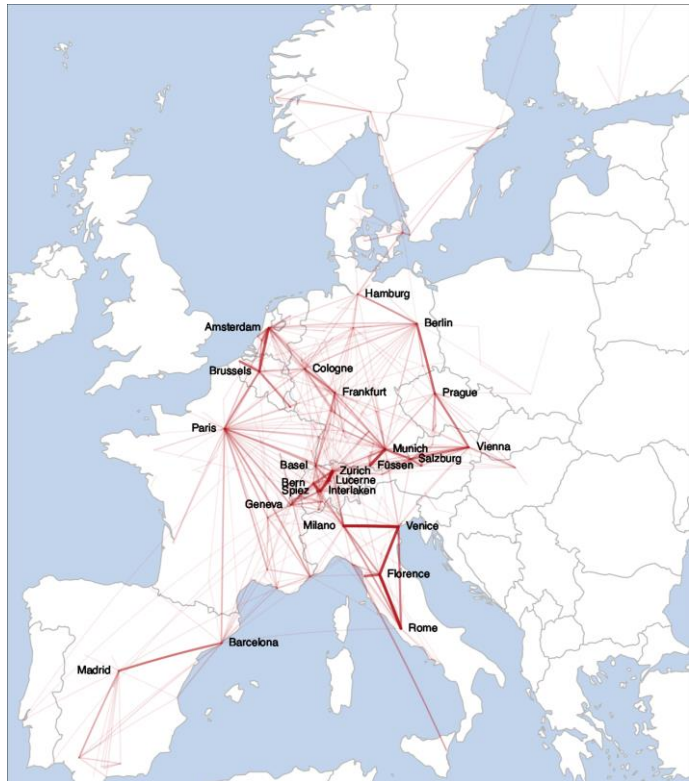 Hamburg
Amsterdam
Berlin
Brussels
Cologne
Frankfurt
Prague
Paris
Munich
Vienna
Salzburg
Basel
Füssen
Zurich
Lucerne
Bern
Spiez
Interlaken
Geneva
Milano
Venice
Florence
Rome
Barcelona
Madrid